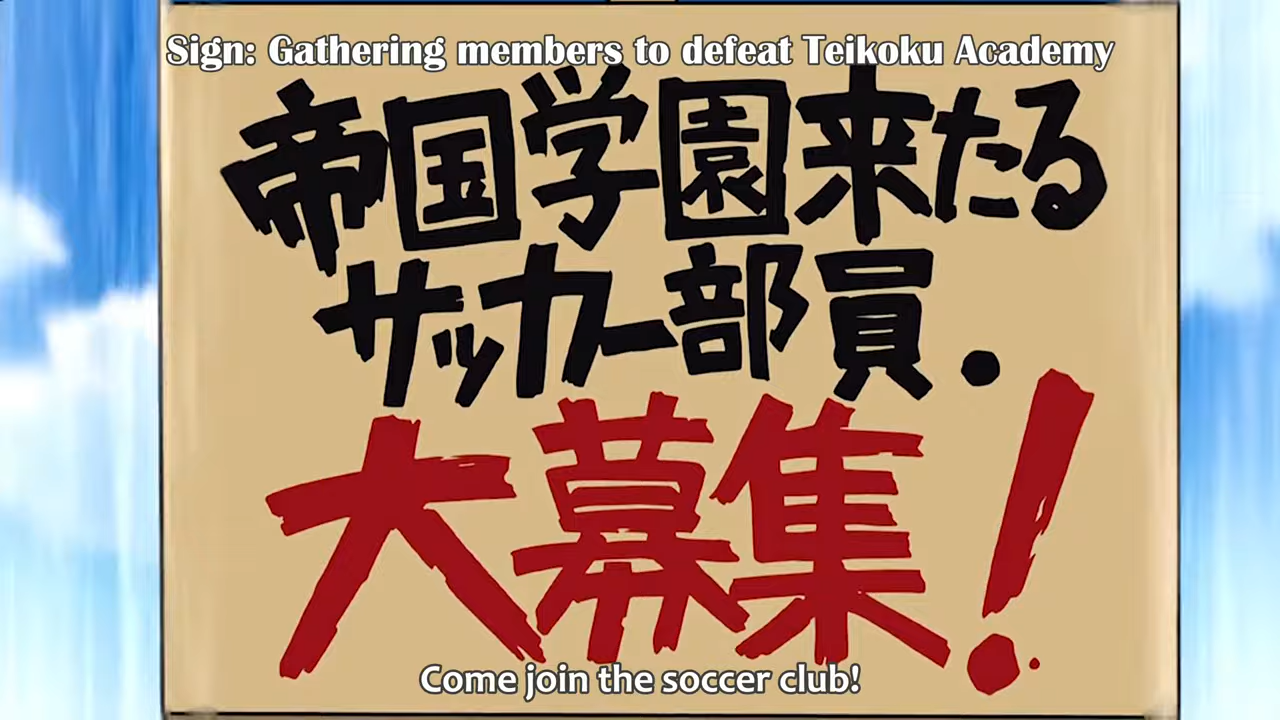 Sign: Gathering members to defeat Teikoku Academy
帝国学園来たる
サッカー部員.
大募集!
Come join the soccer club!